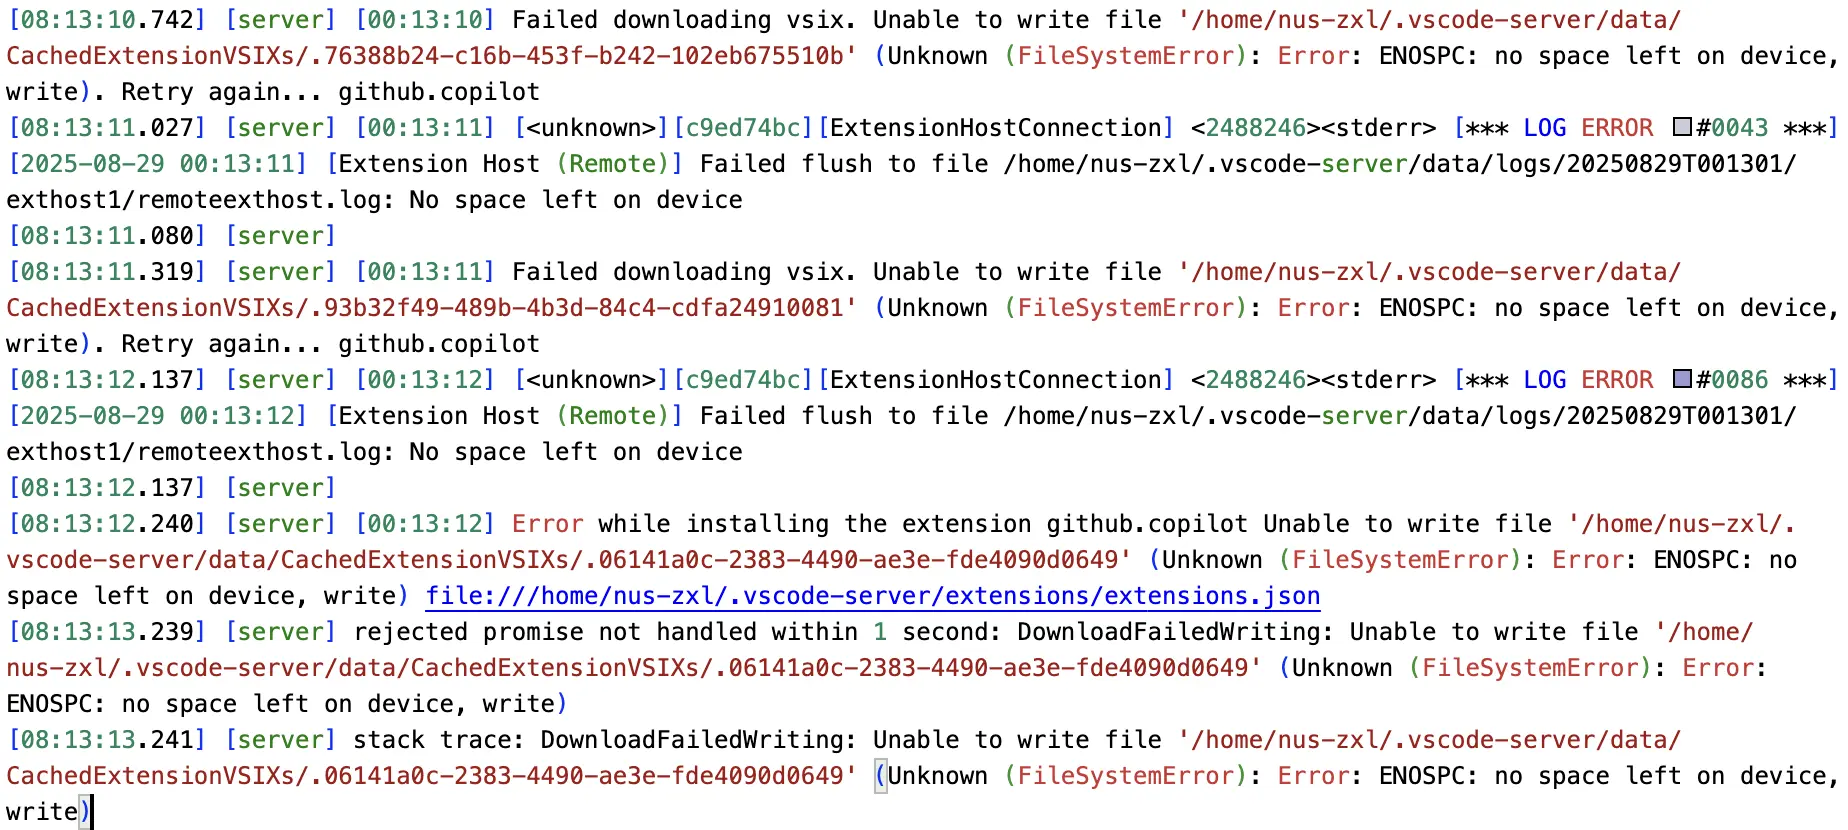 [08:13:10.742] [server] [00:13:10] Failed downloading vsix. Unable to write file '/home/nus-zxl/.vscode-server/data/
CachedExtensionVSIXs/.76388b24-c16b-453f-b242-102eb675510b' (Unknown (FileSystemError): Error: ENOSPC: no space left on device,
write). Retry again... github.copilot
[08:13:11.027] [server] [00:13:11] [<unknown>][c9ed74bc][ExtensionHostConnection] <2488246><stderr> [*** LOG ERROR #0043 ***]
[2025-08-29 00:13:11] [Extension Host (Remote)] Failed flush to file /home/nus-zxl/.vscode-server/data/logs/20250829T001301/
exthost1/remoteexthost.log: No space left on device
[08:13:11.080] [server]
[08:13:11.319] [server] [00:13:11] Failed downloading vsix. Unable to write file '/home/nus-zxl/.vscode-server/data/
CachedExtensionVSIXs/.93b32f49-489b-4b3d-84c4-cdfa24910081' (Unknown (FileSystemError): Error: ENOSPC: no space left on device,
write). Retry again... github.copilot
[08:13:12.137] [server] [00:13:12] [<unknown>][c9ed74bc][ExtensionHostConnection] <2488246><stderr> [*** LOG ERROR #0086 ***]
[2025-08-29 00:13:12] [Extension Host (Remote)] Failed flush to file /home/nus-zxl/.vscode-server/data/logs/20250829T001301/
exthost1/remoteexthost.log: No space left on device
[08:13:12.137] [server]
[08:13:12.240] [server] [00:13:12] Error while installing the extension github.copilot Unable to write file '/home/nus-zxl/.
vscode-server/data/CachedExtensionVSIXs/.06141a0c-2383-4490-ae3e-fde4090d0649' (Unknown (FileSystemError): Error: ENOSPC: no
space left on device, write) file:///home/nus-zxl/.vscode-server/extensions/extensions.json
[08:13:13.239] [server] rejected promise not handled within 1 second: DownloadFailedWriting: Unable to write file '/home/
nus-zxl/.vscode-server/data/CachedExtensionVSIXs/.06141a0c-2383-4490-ae3e-fde4090d0649' (Unknown (FileSystemError): Error:
ENOSPC: no space left on device, write)
[08:13:13.241] [server] stack trace: DownloadFailedWriting: Unable to write file '/home/nus-zxl/.vscode-server/data/
CachedExtensionVSIXs/.06141a0c-2383-4490-ae3e-fde4090d0649' (Unknown (FileSystemError): Error: ENOSPC: no space left on device,
write)